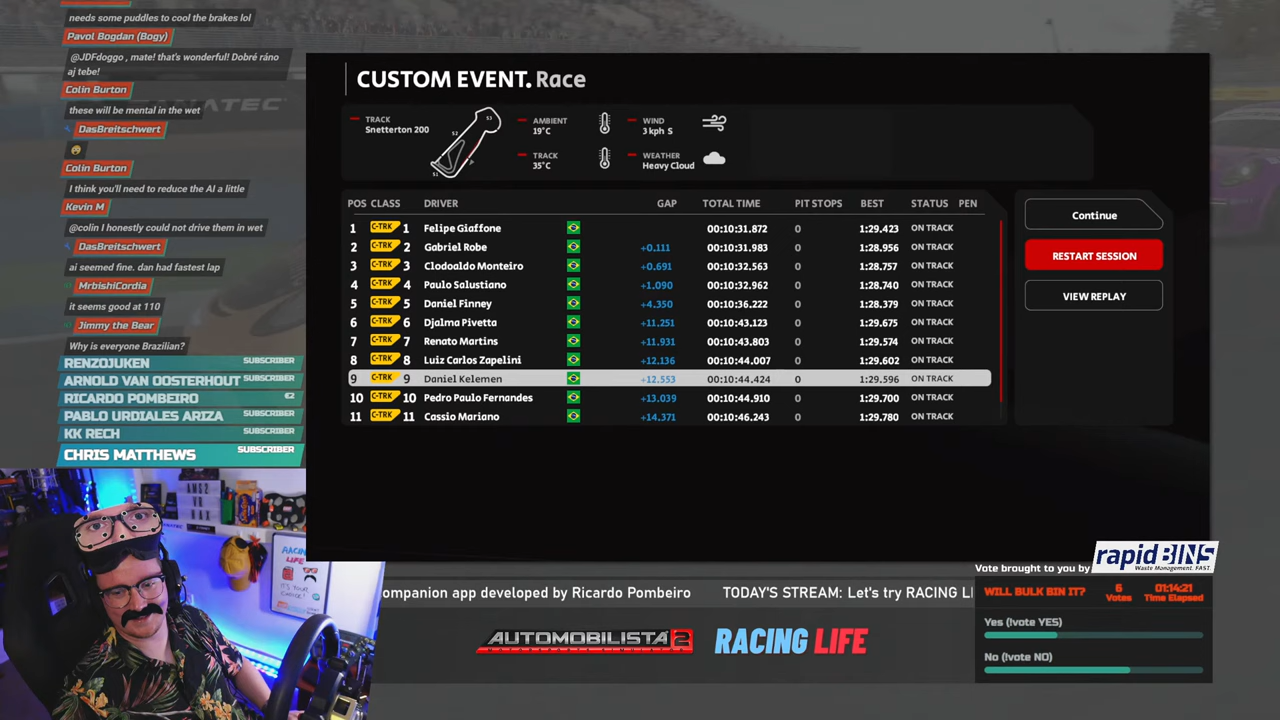 needs some puddles to cool the brakes lol
Pavol Bogdan (Bogy)
@JDFdoggo , mate! that's wonderful! Dobré ráno
aj tebe!
Colin Burton
these will be mental in the wet
DasBreitschwert
Colin Burton
I think you'll need to reduce the AI a little
Kevin M
@colin I honestly could not drive them in wet
DasBreitschwert
ai seemed fine. dan had fastest lap
MrbishiCordia
it seems good at 110
Jimmy the Bear
Why is everyone Brazilian?
RENZOJUKEN SUBSCRIBER
ARNOLD VAN OOSTERHOUT SUBSCRIBER
RICARDO POMBEIRO €2
PABLO URDIALES ARIZA SUBSCRIBER
KK RECH SUBSCRIBER
CHRIS MATTHEWS SUBSCRIBER
FANATEC
CUSTOM EVENT. Race
TRACK
Snetterton 200
S1
S2
S3
AMBIENT
19°C
TRACK
35°C
WIND
3 kph S
WEATHER
Heavy Cloud
POS CLASS DRIVER GAP TOTAL TIME PIT STOPS BEST STATUS PEN
1 C-TRK 1 Felipe Giaffone 00:10:31.872 0 1:29.423 ON TRACK
2 C-TRK 2 Gabriel Robe +0.111 00:10:31.983 0 1:28.956 ON TRACK
3 C-TRK 3 Clodoaldo Monteiro +0.691 00:10:32.563 0 1:28.757 ON TRACK
4 C-TRK 4 Paulo Salustiano +1.090 00:10:32.962 0 1:28.740 ON TRACK
5 C-TRK 5 Daniel Finney +4.350 00:10:36.222 0 1:28.379 ON TRACK
6 C-TRK 6 Djalma Pivetta +11.251 00:10:43.123 0 1:29.675 ON TRACK
7 C-TRK 7 Renato Martins +11.931 00:10:43.803 0 1:29.574 ON TRACK
8 C-TRK 8 Luiz Carlos Zapelini +12.136 00:10:44.007 0 1:29.602 ON TRACK
9 C-TRK 9 Daniel Kelemen +12.553 00:10:44.424 0 1:29.596 ON TRACK
10 C-TRK 10 Pedro Paulo Fernandes +13.039 00:10:44.910 0 1:29.700 ON TRACK
11 C-TRK 11 Cassio Mariano +14.371 00:10:46.243 0 1:29.780 ON TRACK
Continue
RESTART SESSION
VIEW REPLAY
AMS2
VR
RACING
LIFE
IT'S YOUR
CHOICE!
ompanion app developed by Ricardo Pombeiro TODAY'S STREAM: Let's try RACING LI
AUTOMOBILISTA 2 RACING LIFE
Vote brought to you by rapidBINS
Waste Management. FAST.
WILL BULK BIN IT? 6 Votes 01:14:21 Time Elapsed
Yes (!vote YES)
No (!vote NO)